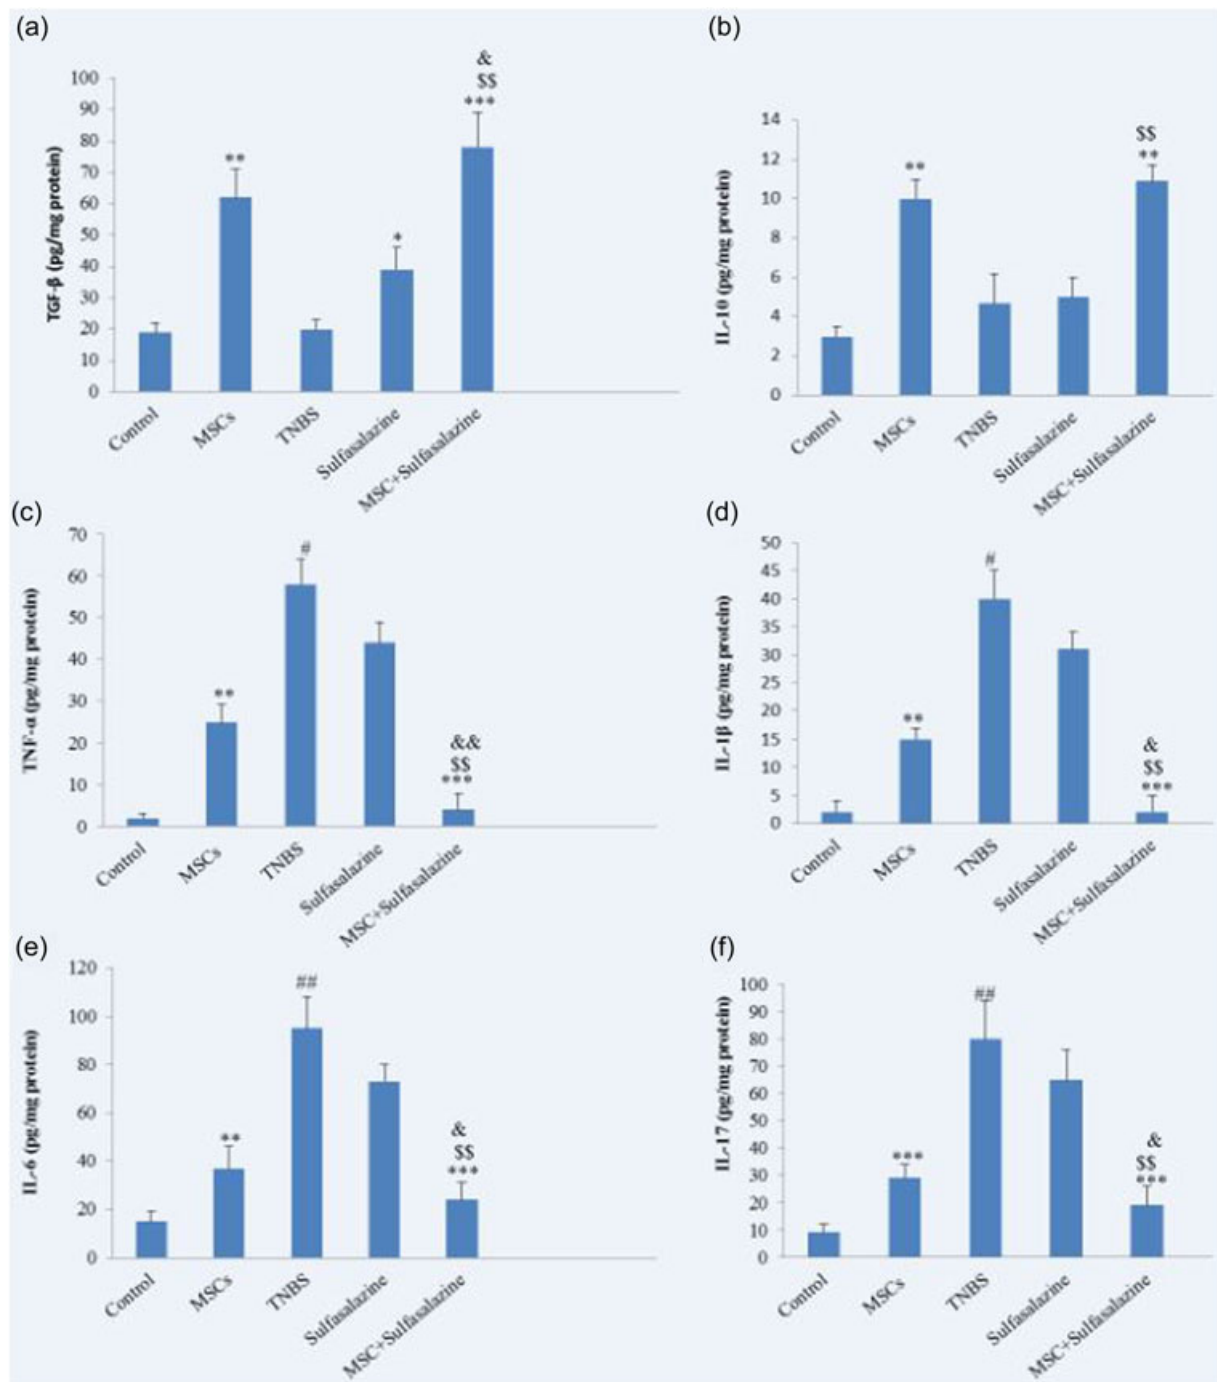 (a)
TGF-β (pg/mg protein)
100
90
80
70
60
50
40
30
20
10
0
**
*
&
$$
***
Control
MSCs
TNBS
Sulfasalazine
MSC+Sulfasalazine
(b)
IL-10 (pg/mg protein)
14
12
10
8
6
4
2
0
**
$$
**
Control
MSCs
TNBS
Sulfasalazine
MSC+Sulfasalazine
(c)
TNF-α (pg/mg protein)
70
60
50
40
30
20
10
0
**
#
&&
$$
***
Control
MSCs
TNBS
Sulfasalazine
MSC+Sulfasalazine
(d)
IL-1β (pg/mg protein)
50
45
40
35
30
25
20
15
10
5
0
**
#
&
$$
***
Control
MSCs
TNBS
Sulfasalazine
MSC+Sulfasalazine
(e)
IL-6 (pg/mg protein)
120
100
80
60
40
20
0
**
##
&
$$
***
Control
MSCs
TNBS
Sulfasalazine
MSC+Sulfasalazine
(f)
IL-17 (pg/mg protein)
100
90
80
70
60
50
40
30
20
10
0
***
##
&
$$
***
Control
MSCs
TNBS
Sulfasalazine
MSC+Sulfasalazine